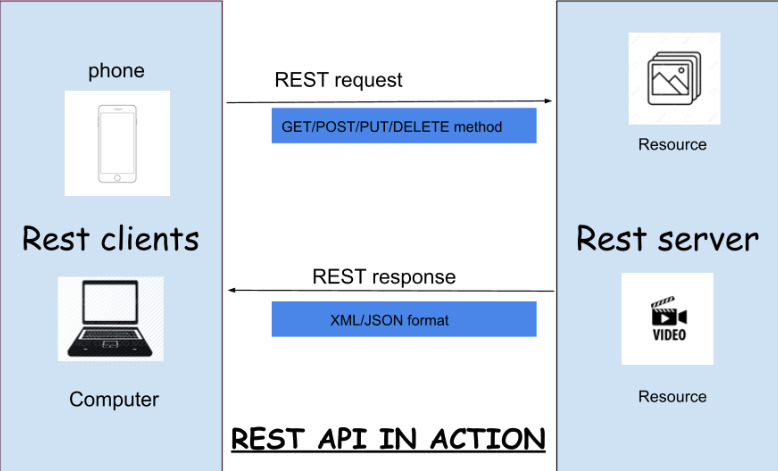 phone
Rest clients
Computer
REST request
GET/POST/PUT/DELETE method
REST response
XML/JSON format
REST API IN ACTION
Resource
Rest server
VIDEO
Resource